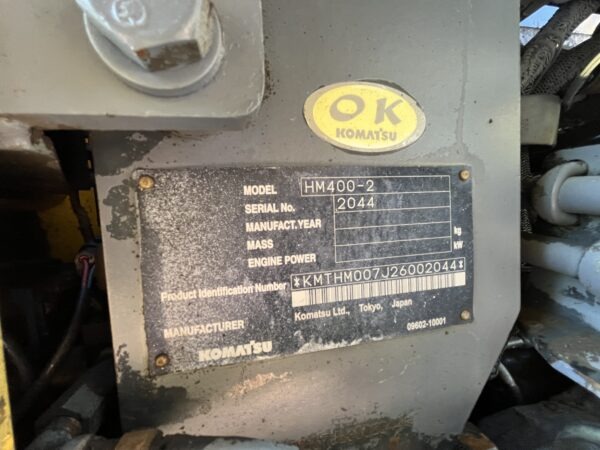 OK
KOMATSU
MODEL HM400-2
SERIAL No. 2044
MANUFACT.YEAR
MASS kg
ENGINE POWER kW
Product Identification Number *KMTHM007J26002044*
MANUFACTURER Komatsu Ltd., Tokyo, Japan
KOMATSU 09602-10001